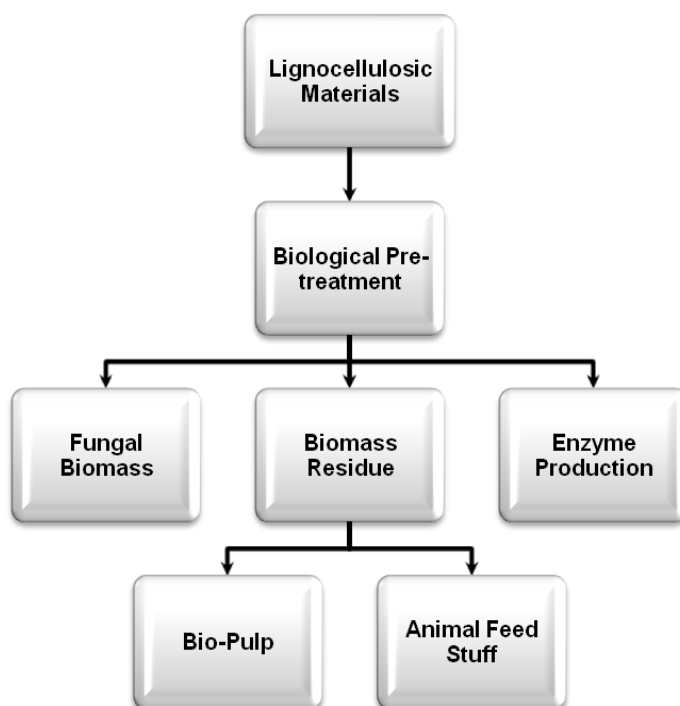 Lignocellulosic
Materials
Biological Pre-
treatment
Fungal
Biomass
Biomass
Residue
Enzyme
Production
Bio-Pulp
Animal Feed
Stuff